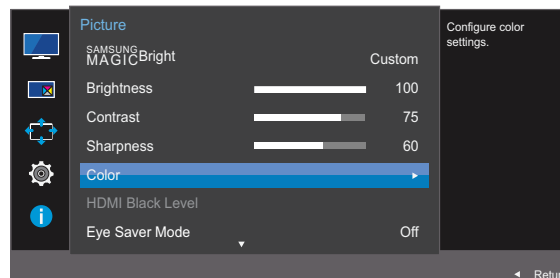 Picture
SAMSUNG
MAGICBright Custom
Brightness 100
Contrast 75
Sharpness 60
Color
HDMI Black Level
Eye Saver Mode Off
Configure color
settings.